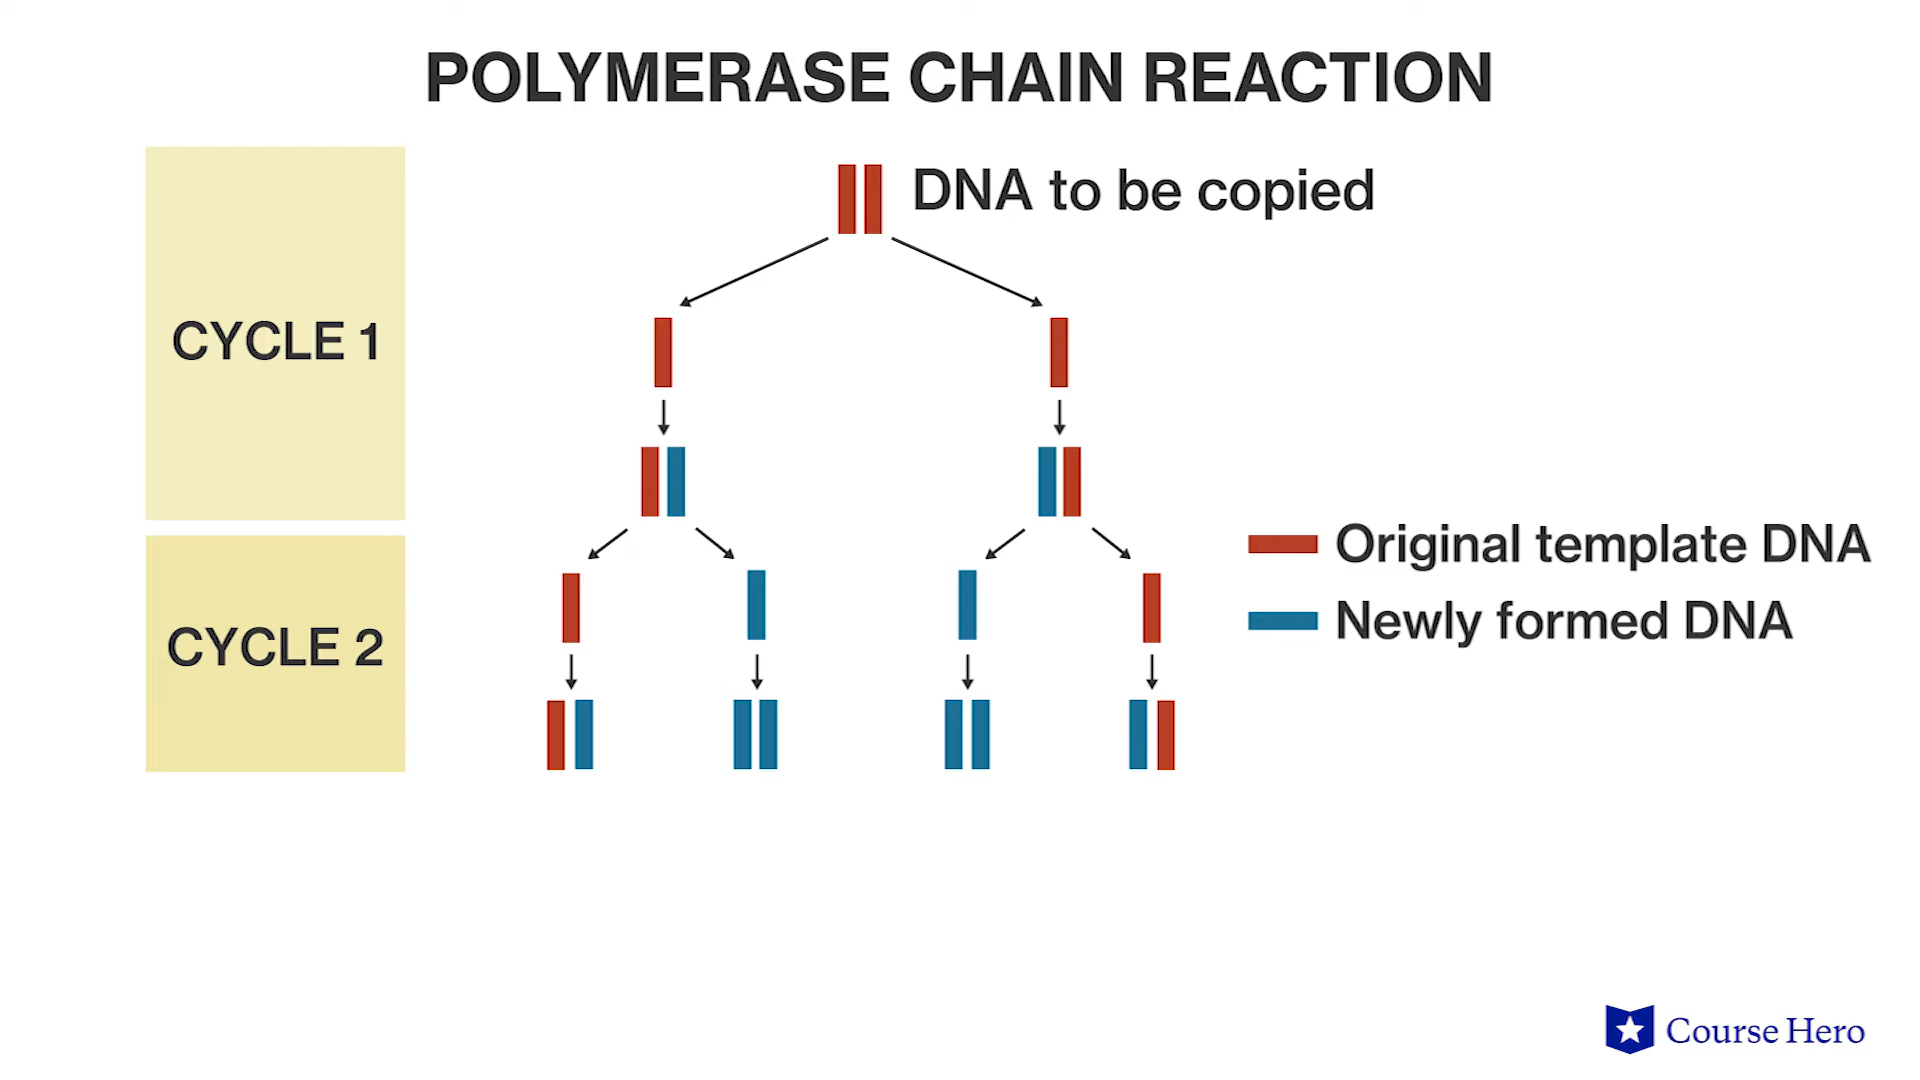 POLYMERASE CHAIN REACTION
DNA to be copied
CYCLE 1
Original template DNA
Newly formed DNA
CYCLE 2
Course Hero